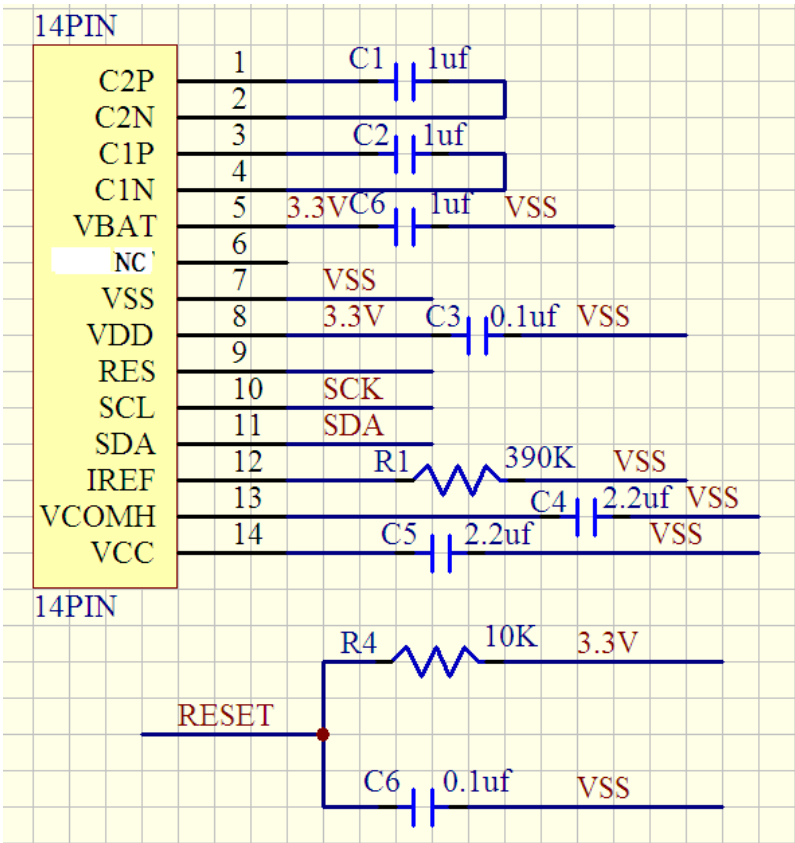 14PIN
C2P 1 C1 1uf
C2N 2
C1P 3 C2 1uf
C1N 4
VBAT 5 3.3V C6 1uf VSS
NC 6
VSS 7 VSS
VDD 8 3.3V C3 0.1uf VSS
RES 9
SCL 10 SCK
SDA 11 SDA
IREF 12 R1 390K VSS
VCOMH 13 C4 2.2uf VSS
VCC 14 C5 2.2uf VSS
14PIN
R4 10K 3.3V
RESET
C6 0.1uf VSS